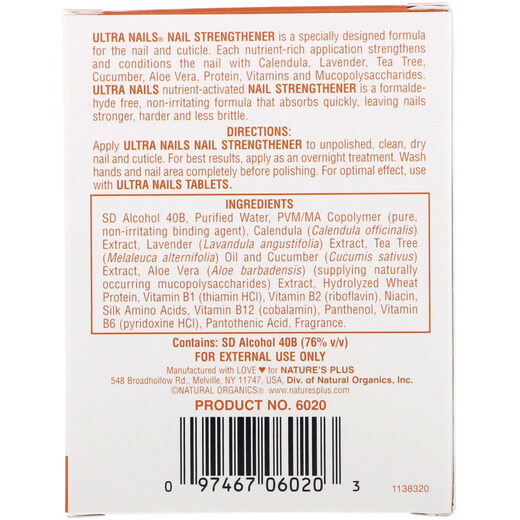 ULTRA NAILS® NAIL STRENGTHENER is a specially designed formula
for the nail and cuticle. Each nutrient-rich application strengthens
and conditions the nail with Calendula, Lavender, Tea Tree,
Cucumber, Aloe Vera, Protein, Vitamins and Mucopolysaccharides.
ULTRA NAILS nutrient-activated NAIL STRENGTHENER is a formalde-
hyde free, non-irritating formula that absorbs quickly, leaving nails
stronger, harder and less brittle.
DIRECTIONS:
Apply ULTRA NAILS NAIL STRENGTHENER to unpolished, clean, dry
nail and cuticle. For best results, apply as an overnight treatment. Wash
hands and nail area completely before polishing. For optimal effect, use
with ULTRA NAILS TABLETS.
INGREDIENTS
SD Alcohol 40B, Purified Water, PVM/MA Copolymer (pure,
non-irritating binding agent), Calendula (Calendula officinalis)
Extract, Lavender (Lavandula angustifolia) Extract, Tea Tree
(Melaleuca alternifolia) Oil and Cucumber (Cucumis sativus)
Extract, Aloe Vera (Aloe barbadensis) (supplying naturally
occurring mucopolysaccharides) Extract, Hydrolyzed Wheat
Protein, Vitamin B1 (thiamin HCl), Vitamin B2 (riboflavin), Niacin,
Silk Amino Acids, Vitamin B12 (cobalamin), Panthenol, Vitamin
B6 (pyridoxine HCl), Pantothenic Acid, Fragrance.
Contains: SD Alcohol 40B (76% v/v)
FOR EXTERNAL USE ONLY
Manufactured with LOVE ♥ for NATURE'S PLUS
548 Broadhollow Rd., Melville, NY 11747, USA, Div. of Natural Organics, Inc.
©NATURAL ORGANICS® www.naturesplus.com
PRODUCT NO. 6020
0 97467 06020 3
1138320